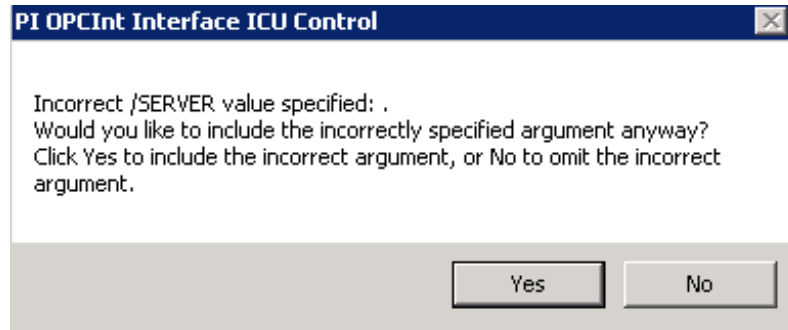 PI OPCInt Interface ICU Control
Incorrect /SERVER value specified: .
Would you like to include the incorrectly specified argument anyway?
Click Yes to include the incorrect argument, or No to omit the incorrect
argument.
Yes No